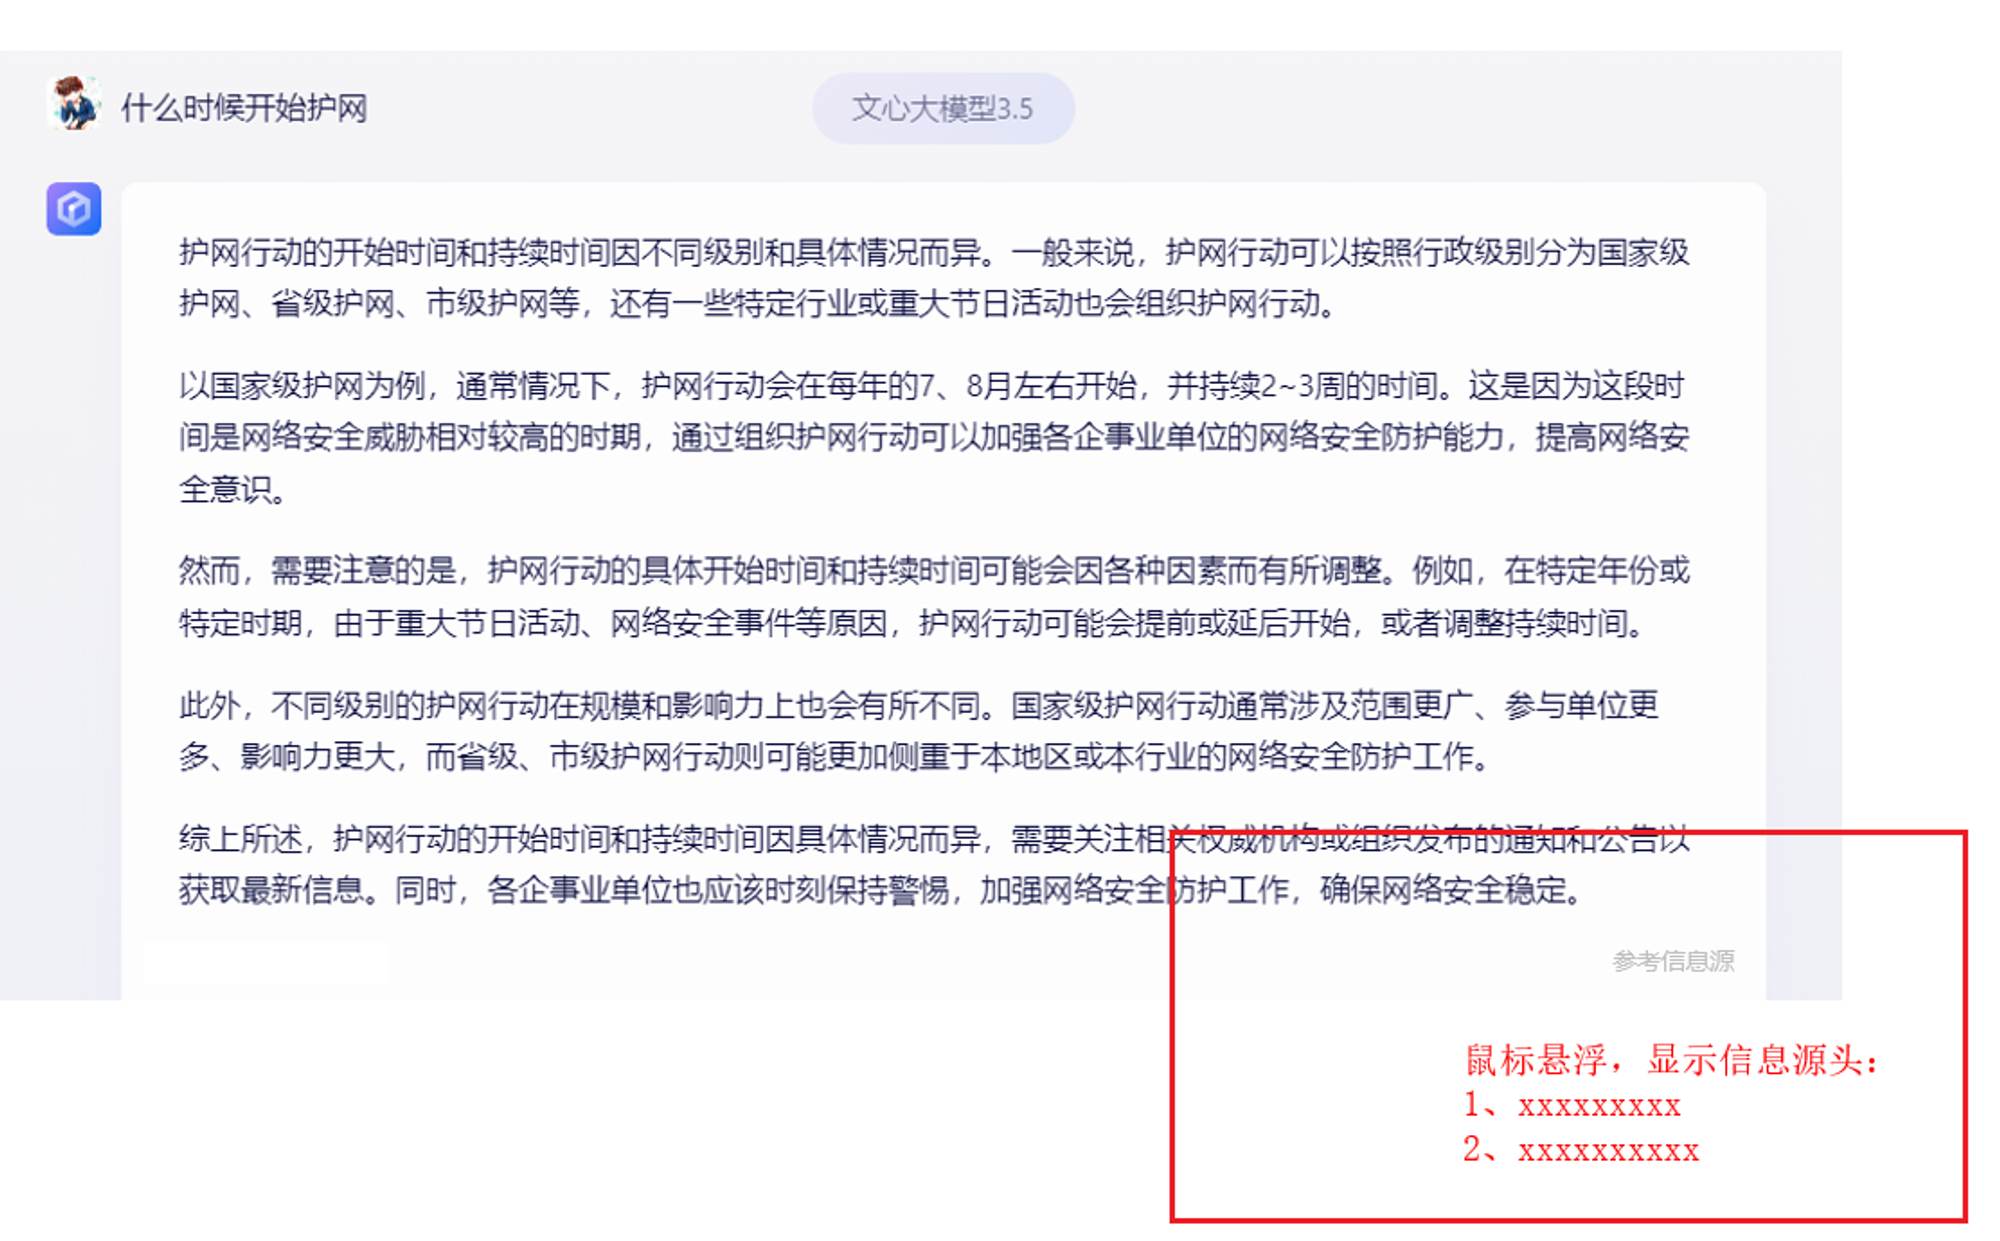 什么时候开始护网
文心大模型3.5
护网行动的开始时间和持续时间因不同级别和具体情况而异。一般来说，护网行动可以按照行政级别分为国家级
护网、省级护网、市级护网等，还有一些特定行业或重大节日活动也会组织护网行动。
以国家级护网为例，通常情况下，护网行动会在每年的7、8月左右开始，并持续2~3周的时间。这是因为这段时
间是网络安全威胁相对较高的时期，通过组织护网行动可以加强各企事业单位的网络安全防护能力，提高网络安
全意识。
然而，需要注意的是，护网行动的具体开始时间和持续时间可能会因各种因素而有所调整。例如，在特定年份或
特定时期，由于重大节日活动、网络安全事件等原因，护网行动可能会提前或延后开始，或者调整持续时间。
此外，不同级别的护网行动在规模和影响力上也会有所不同。国家级护网行动通常涉及范围更广、参与单位更
多、影响力更大，而省级、市级护网行动则可能更加侧重于本地区或本行业的网络安全防护工作。
综上所述，护网行动的开始时间和持续时间因具体情况而异，需要关注相关权威机构或组织发布的通知和公告以
获取最新信息。同时，各企事业单位也应该时刻保持警惕，加强网络安全防护工作，确保网络安全稳定。
参考信息源
鼠标悬浮，显示信息源头：
1、xxxxxxxxx
2、xxxxxxxxxx